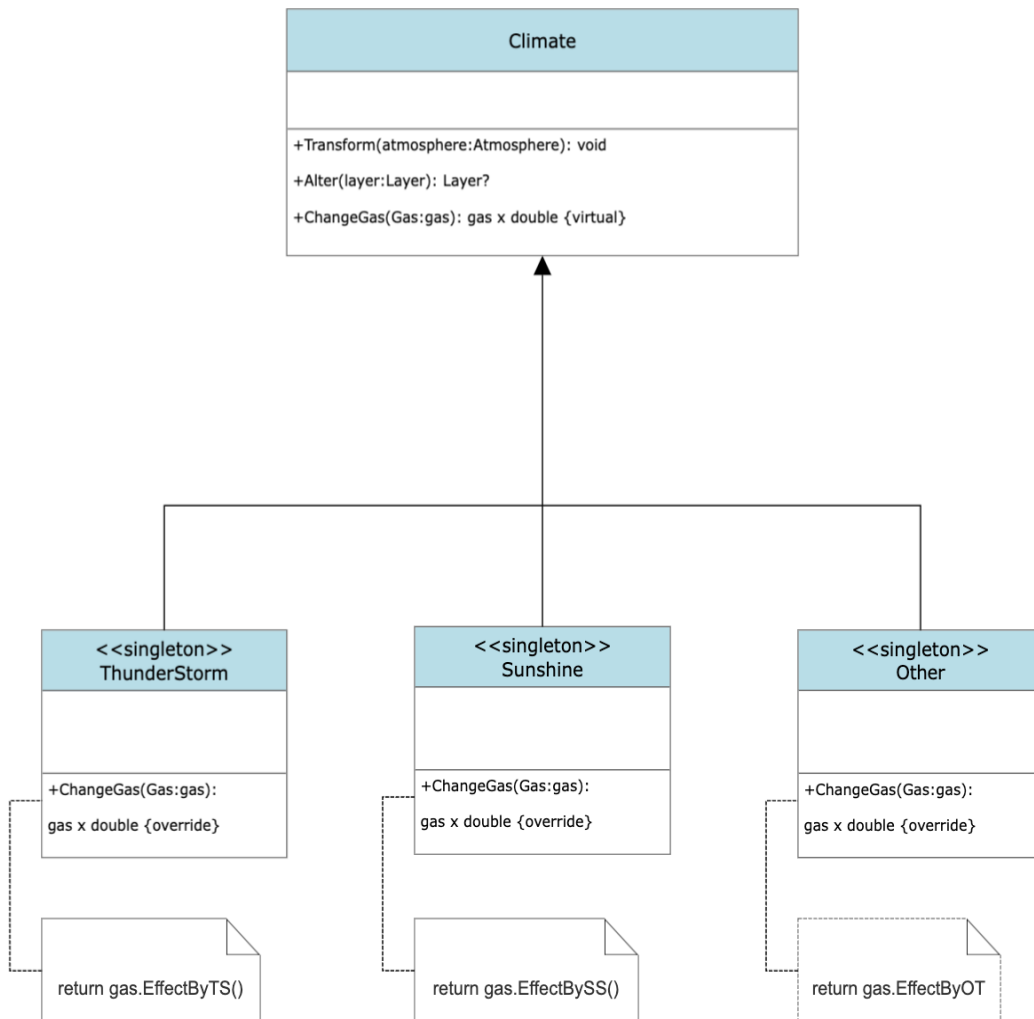 Climate
+Transform(atmosphere:Atmosphere): void
+Alter(layer:Layer): Layer?
+ChangeGas(Gas:gas): gas x double {virtual}
<<singleton>>
ThunderStorm
+ChangeGas(Gas:gas):
gas x double {override}
return gas.EffectByTS()
<<singleton>>
Sunshine
+ChangeGas(Gas:gas):
gas x double {override}
return gas.EffectBySS()
<<singleton>>
Other
+ChangeGas(Gas:gas):
gas x double {override}
return gas.EffectByOT